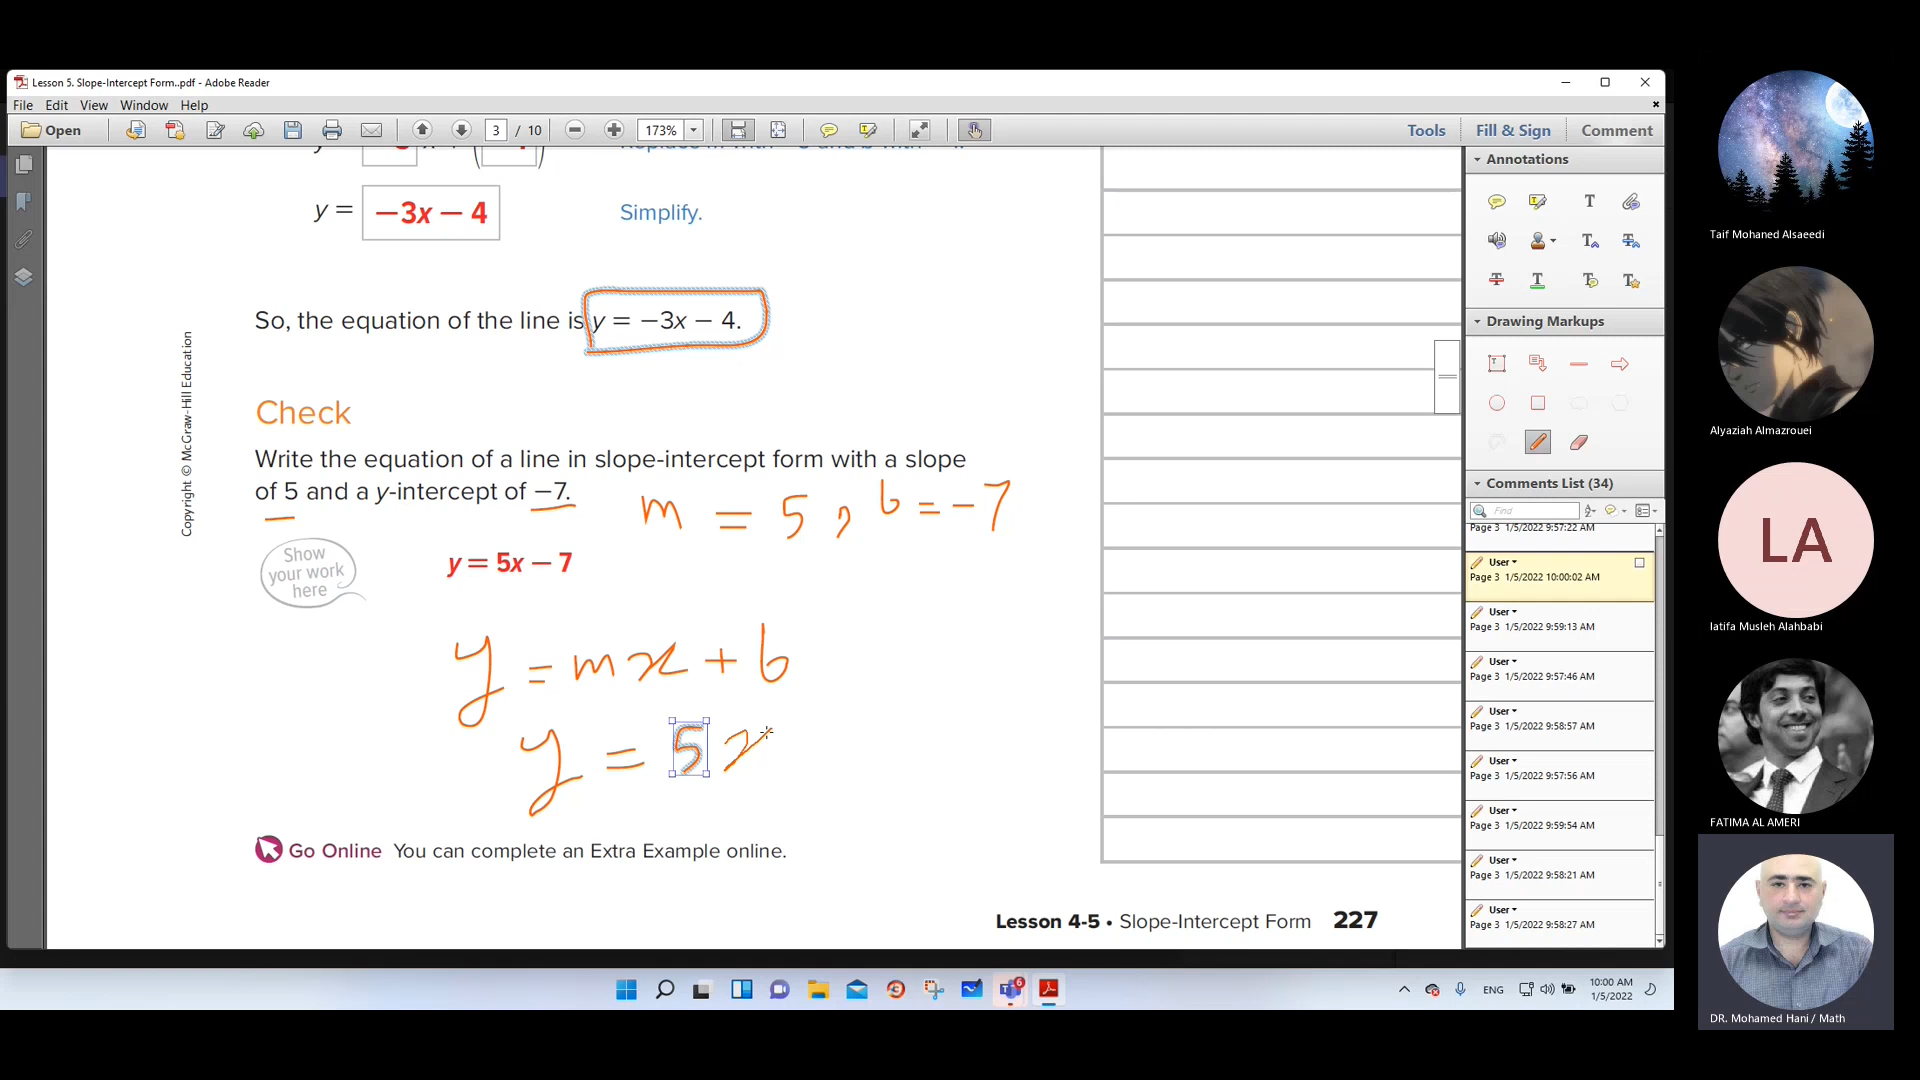 Lesson 5. Slope-Intercept Form..pdf - Adobe Reader
File Edit View Window Help
Open 3 / 10 173% Tools Fill & Sign Comment
y = −3x − 4 Simplify.
So, the equation of the line is y = −3x − 4.
Check
Write the equation of a line in slope-intercept form with a slope
of 5 and a y-intercept of −7.
m = 5, b = −7
Show
your work
here
y = 5x − 7
y = mx + b
y = 5x
Go Online You can complete an Extra Example online.
Lesson 4-5 • Slope-Intercept Form 227
Copyright © McGraw-Hill Education
Annotations
Drawing Markups
Comments List (34)
Find
Page 3 1/5/2022 9:57:22 AM
User
Page 3 1/5/2022 10:00:02 AM
User
Page 3 1/5/2022 9:59:13 AM
User
Page 3 1/5/2022 9:57:46 AM
User
Page 3 1/5/2022 9:58:57 AM
User
Page 3 1/5/2022 9:57:56 AM
User
Page 3 1/5/2022 9:59:54 AM
User
Page 3 1/5/2022 9:58:21 AM
User
Page 3 1/5/2022 9:58:27 AM
ENG
10:00 AM
1/5/2022
Taif Mohaned Alsaeedi
Alyaziah Almazrouei
LA
latifa Musleh Alahbabi
FATIMA AL AMERI
DR. Mohamed Hani / Math